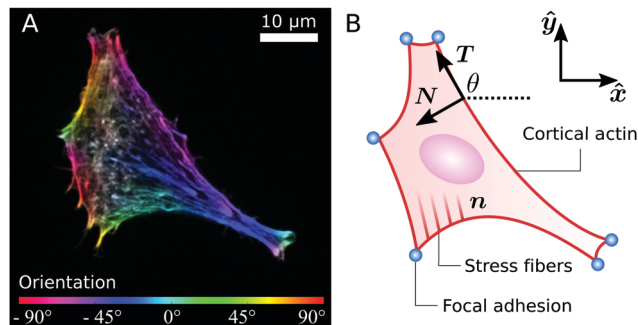 A
10 μm
Orientation
- 90°
- 45°
0°
45°
90°
B
ŷ
x̂
T
θ
N
n
Cortical actin
Stress fibers
Focal adhesion